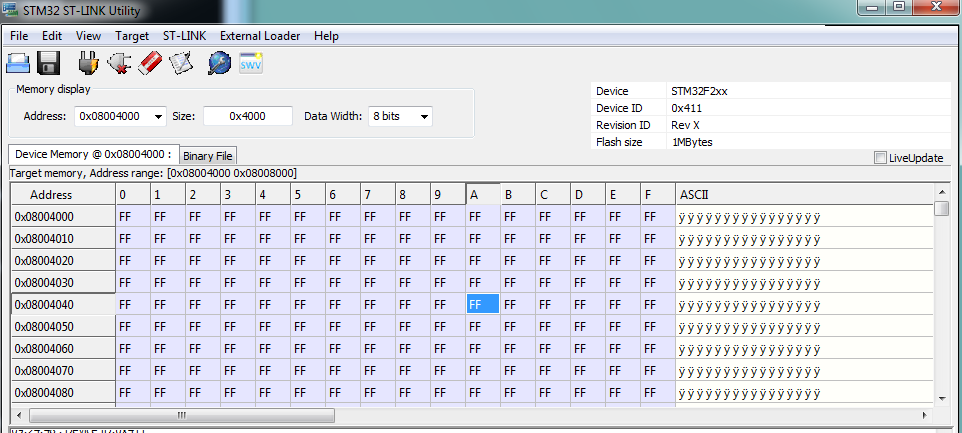 STM32 ST-LINK Utility
File Edit View Target ST-LINK External Loader Help
SWV
Memory display
Address: 0x08004000 Size: 0x4000 Data Width: 8 bits
Device STM32F2xx
Device ID 0x411
Revision ID Rev X
Flash size 1MBytes
Device Memory @ 0x08004000 : Binary File
LiveUpdate
Target memory, Address range: [0x08004000 0x08008000]
Address 0 1 2 3 4 5 6 7 8 9 A B C D E F ASCII
0x08004000 FF FF FF FF FF FF FF FF FF FF FF FF FF FF FF FF ÿÿÿÿÿÿÿÿÿÿÿÿÿÿÿÿ
0x08004010 FF FF FF FF FF FF FF FF FF FF FF FF FF FF FF FF ÿÿÿÿÿÿÿÿÿÿÿÿÿÿÿÿ
0x08004020 FF FF FF FF FF FF FF FF FF FF FF FF FF FF FF FF ÿÿÿÿÿÿÿÿÿÿÿÿÿÿÿÿ
0x08004030 FF FF FF FF FF FF FF FF FF FF FF FF FF FF FF FF ÿÿÿÿÿÿÿÿÿÿÿÿÿÿÿÿ
0x08004040 FF FF FF FF FF FF FF FF FF FF FF FF FF FF FF FF ÿÿÿÿÿÿÿÿÿÿÿÿÿÿÿÿ
0x08004050 FF FF FF FF FF FF FF FF FF FF FF FF FF FF FF FF ÿÿÿÿÿÿÿÿÿÿÿÿÿÿÿÿ
0x08004060 FF FF FF FF FF FF FF FF FF FF FF FF FF FF FF FF ÿÿÿÿÿÿÿÿÿÿÿÿÿÿÿÿ
0x08004070 FF FF FF FF FF FF FF FF FF FF FF FF FF FF FF FF ÿÿÿÿÿÿÿÿÿÿÿÿÿÿÿÿ
0x08004080 FF FF FF FF FF FF FF FF FF FF FF FF FF FF FF FF ÿÿÿÿÿÿÿÿÿÿÿÿÿÿÿÿ